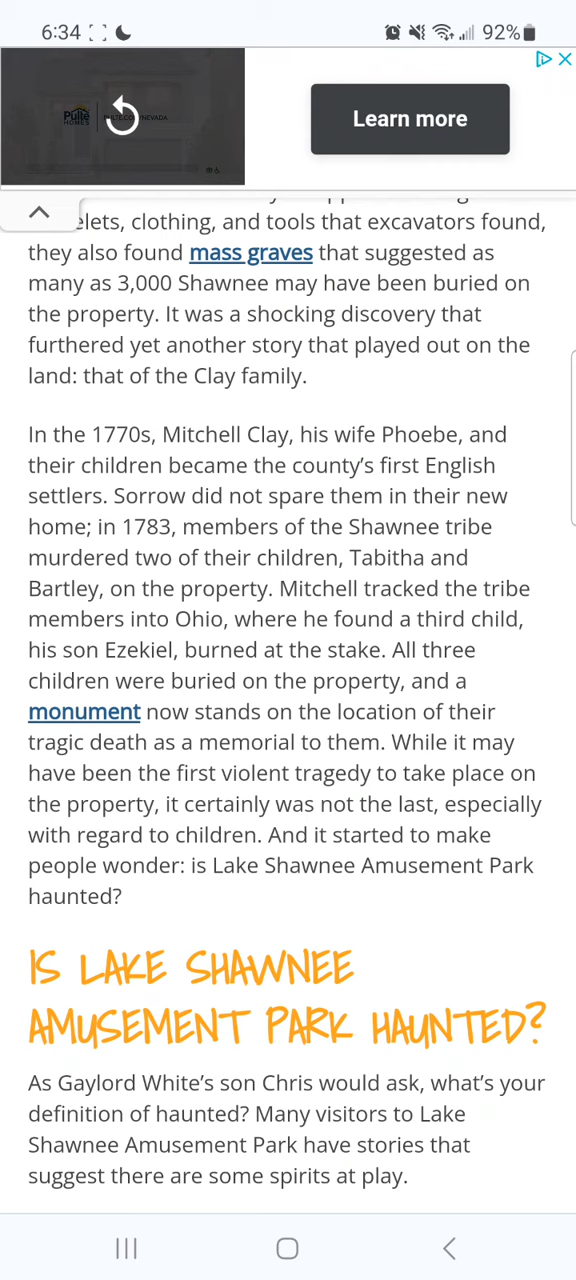 6:34
92%
Pulte
HOMES
Learn more
elets, clothing, and tools that excavators found,
they also found mass graves that suggested as
many as 3,000 Shawnee may have been buried on
the property. It was a shocking discovery that
furthered yet another story that played out on the
land: that of the Clay family.
In the 1770s, Mitchell Clay, his wife Phoebe, and
their children became the county’s first English
settlers. Sorrow did not spare them in their new
home; in 1783, members of the Shawnee tribe
murdered two of their children, Tabitha and
Bartley, on the property. Mitchell tracked the tribe
members into Ohio, where he found a third child,
his son Ezekiel, burned at the stake. All three
children were buried on the property, and a
monument now stands on the location of their
tragic death as a memorial to them. While it may
have been the first violent tragedy to take place on
the property, it certainly was not the last, especially
with regard to children. And it started to make
people wonder: is Lake Shawnee Amusement Park
haunted?
IS LAKE SHAWNEE
AMUSEMENT PARK HAUNTED?
As Gaylord White’s son Chris would ask, what’s your
definition of haunted? Many visitors to Lake
Shawnee Amusement Park have stories that
suggest there are some spirits at play.